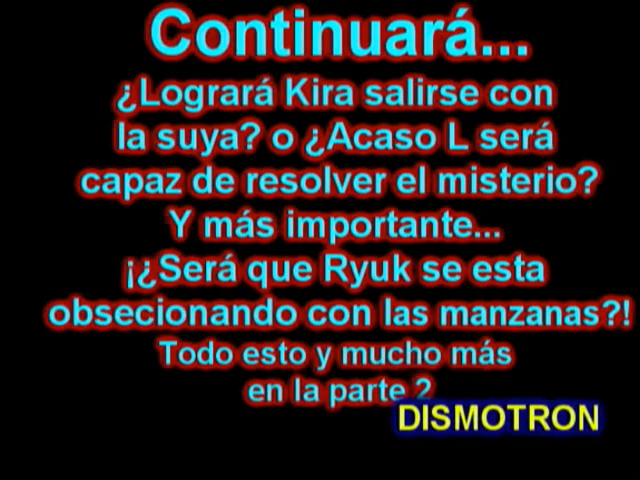 Continuará...
¿Logrará Kira salirse con
la suya? o ¿Acaso L será
capaz de resolver el misterio?
Y más importante...
¡¿Será que Ryuk se esta
obsecionando con las manzanas?!
Todo esto y mucho más
en la parte 2
DISMOTRON